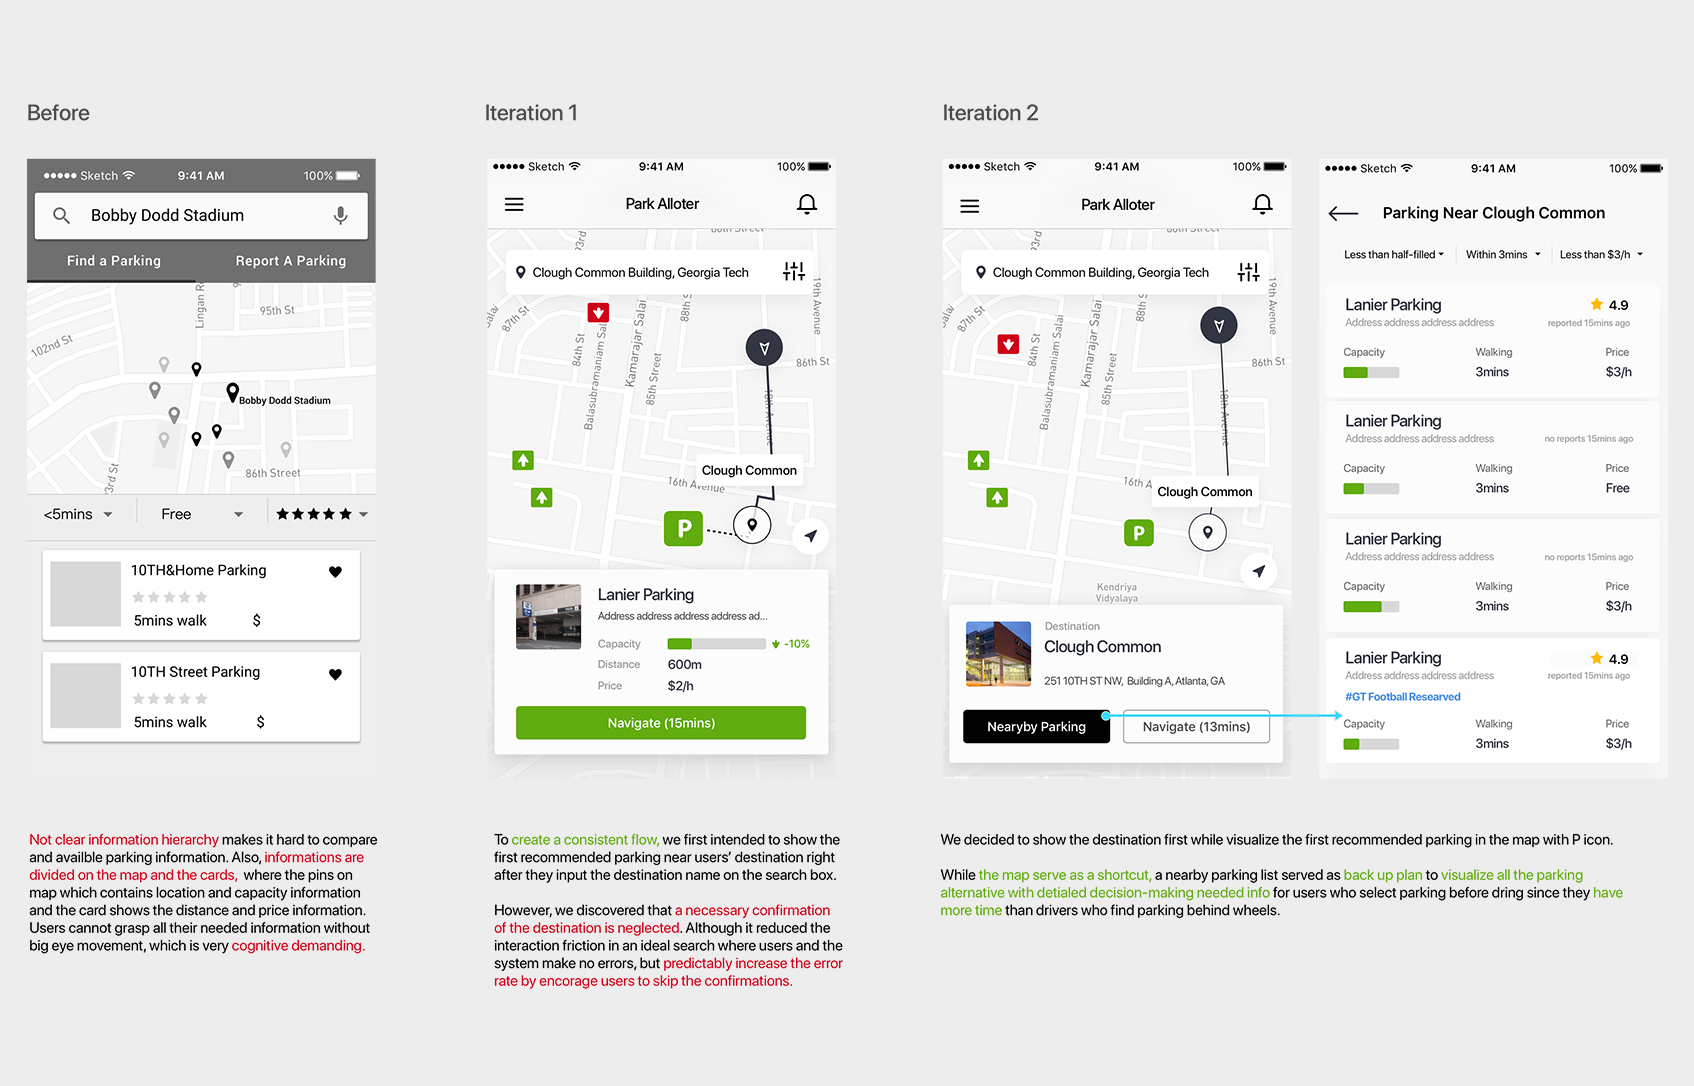 Before
Sketch
9:41 AM
100%
Bobby Dodd Stadium
Find a Parking
Report A Parking
Lingan R
95th St
102nd St
Bobby Dodd Stadium
86th Street
3rd St
<5mins
Free
10TH&Home Parking
5mins walk
$
10TH Street Parking
5mins walk
$
Not clear information hierarchy makes it hard to compare
and availble parking information. Also, informations are
divided on the map and the cards, where the pins on
map which contains location and capacity information
and the card shows the distance and price information.
Users cannot grasp all their needed information without
big eye movement, which is very cognitive demanding.
Iteration 1
Sketch
9:41 AM
100%
Park Alloter
93rd
Clough Common Building, Georgia Tech
87th St
84th St
Balasubramaniam Salai
Kamarajar Salai
85th Street
88th St
19th Avenue
86th St
18th Avenue
Clough Common
16th Avenue
P
Lanier Parking
Address address address address ad...
Capacity
-10%
Distance
600m
Price
$2/h
Navigate (15mins)
To create a consistent flow, we first intended to show the
first recommended parking near users' destination right
after they input the destination name on the search box.
However, we discovered that a necessary confirmation
of the destination is neglected. Although it reduced the
interaction friction in an ideal search where users and the
system make no errors, but predictably increase the error
rate by encorage users to skip the confirmations.
Iteration 2
Sketch
9:41 AM
100%
Park Alloter
93rd
Clough Common Building, Georgia Tech
87th St
84th St
Balasubramaniam Salai
Kamarajar Salai
85th Street
88th St
19th Avenue
86th St
18th Avenue
Clough Common
16th A
P
Kendriya
Vidyalaya
Destination
Clough Common
251 10TH ST NW, Building A, Atlanta, GA
Nearyby Parking
Navigate (13mins)
Sketch
9:41 AM
100%
Parking Near Clough Common
Less than half-filled
Within 3mins
Less than $3/h
Lanier Parking
4.9
Address address address address
reported 15mins ago
Capacity
Walking
Price
3mins
$3/h
Lanier Parking
Address address address address
no reports 15mins ago
Capacity
Walking
Price
3mins
Free
Lanier Parking
Address address address address
no reports 15mins ago
Capacity
Walking
Price
3mins
$3/h
Lanier Parking
4.9
Address address address address
reported 15mins ago
#GT Football Researved
Capacity
Walking
Price
3mins
$3/h
We decided to show the destination first while visualize the first recommended parking in the map with P icon.
While the map serve as a shortcut, a nearby parking list served as back up plan to visualize all the parking
alternative with detialed decision-making needed info for users who select parking before dring since they have
more time than drivers who find parking behind wheels.